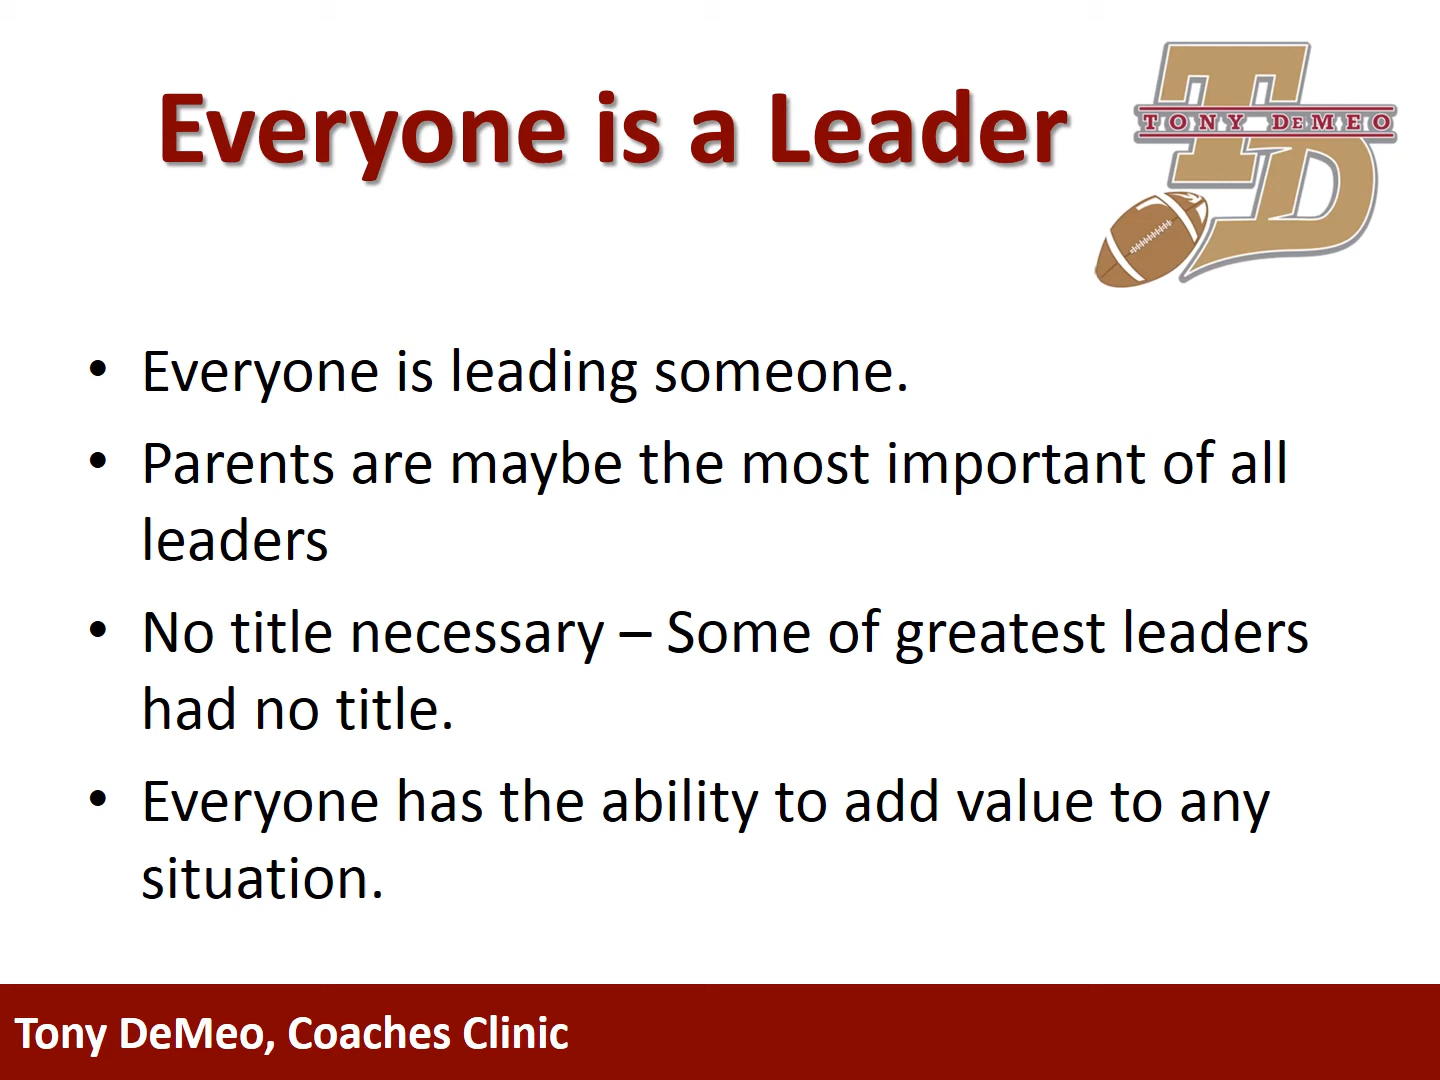 Everyone is a Leader
TONY DEMEO
TD
• Everyone is leading someone.
• Parents are maybe the most important of all
leaders
• No title necessary – Some of greatest leaders
had no title.
• Everyone has the ability to add value to any
situation.
Tony DeMeo, Coaches Clinic